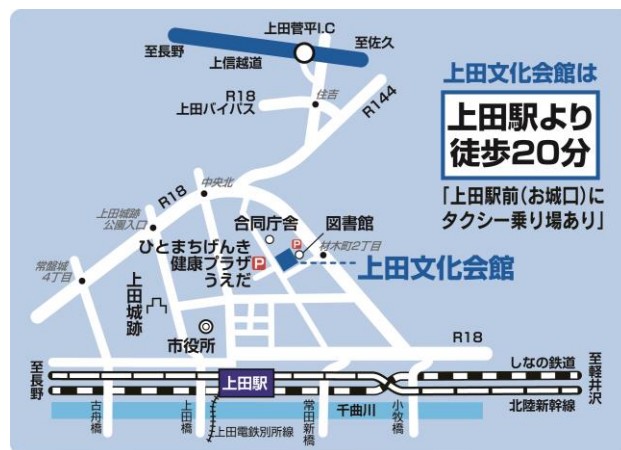 上田菅平I.C
至長野
至佐久
上信越道
R18
上田バイパス
住吉
R144
上田文化会館は
上田駅より
徒歩20分
「上田駅前(お城口)に
タクシー乗り場あり」
R18
中央北
上田城跡
公園入口
合同庁舎
図書館
P
ひとまちげんき
健康プラザ
うえだ
P
材木町2丁目
上田文化会館
常盤城
4丁目
上田城跡
市役所
R18
至長野
上田駅
しなの鉄道
至軽井沢
北陸新幹線
古舟橋
上田橋
上田電鉄別所線
常田新橋
千曲川
小牧橋